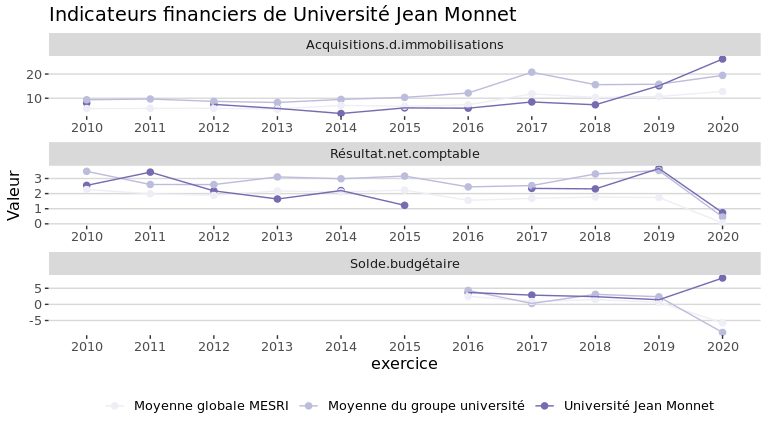 Indicateurs financiers de Université Jean Monnet
Acquisitions.d.immobilisations
20
10
2010 2011 2012 2013 2014 2015 2016 2017 2018 2019 2020
Résultat.net.comptable
3
2
1
0
2010 2011 2012 2013 2014 2015 2016 2017 2018 2019 2020
Solde.budgétaire
5
0
-5
2010 2011 2012 2013 2014 2015 2016 2017 2018 2019 2020
Valeur
exercice
Moyenne globale MESRI Moyenne du groupe université Université Jean Monnet